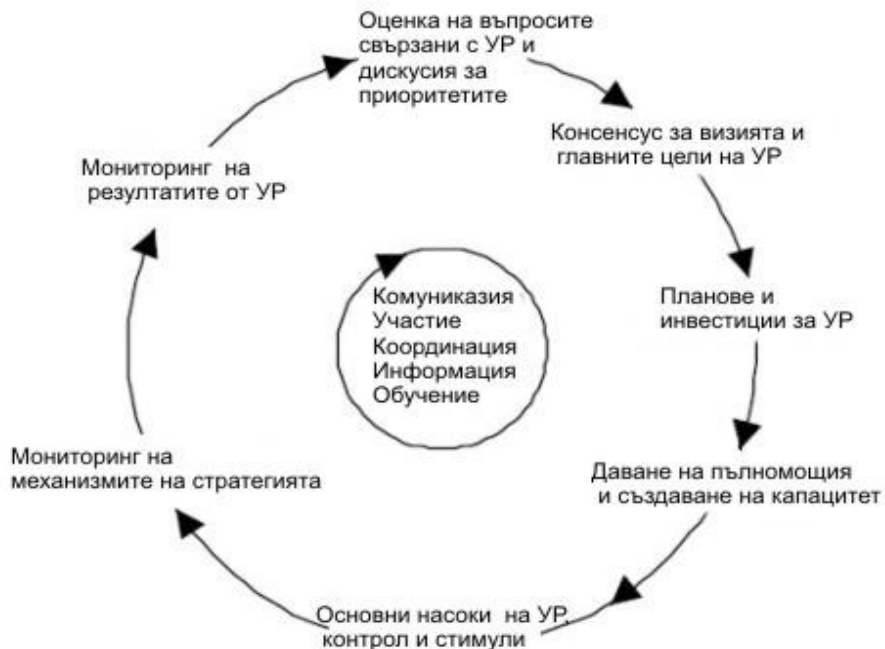 Оценка на въпросите
свързани с УР и
дискусия за
приоритетите
Консенсус за визията и
главните цели на УР
Планове и
инвестиции за УР
Даване на пълномощия
и създаване на капацитет
Основни насоки на УР,
контрол и стимули
Мониторинг на
механизмите на стратегията
Мониторинг на
резултатите от УР
Комуниказия
Участие
Координация
Информация
Обучение